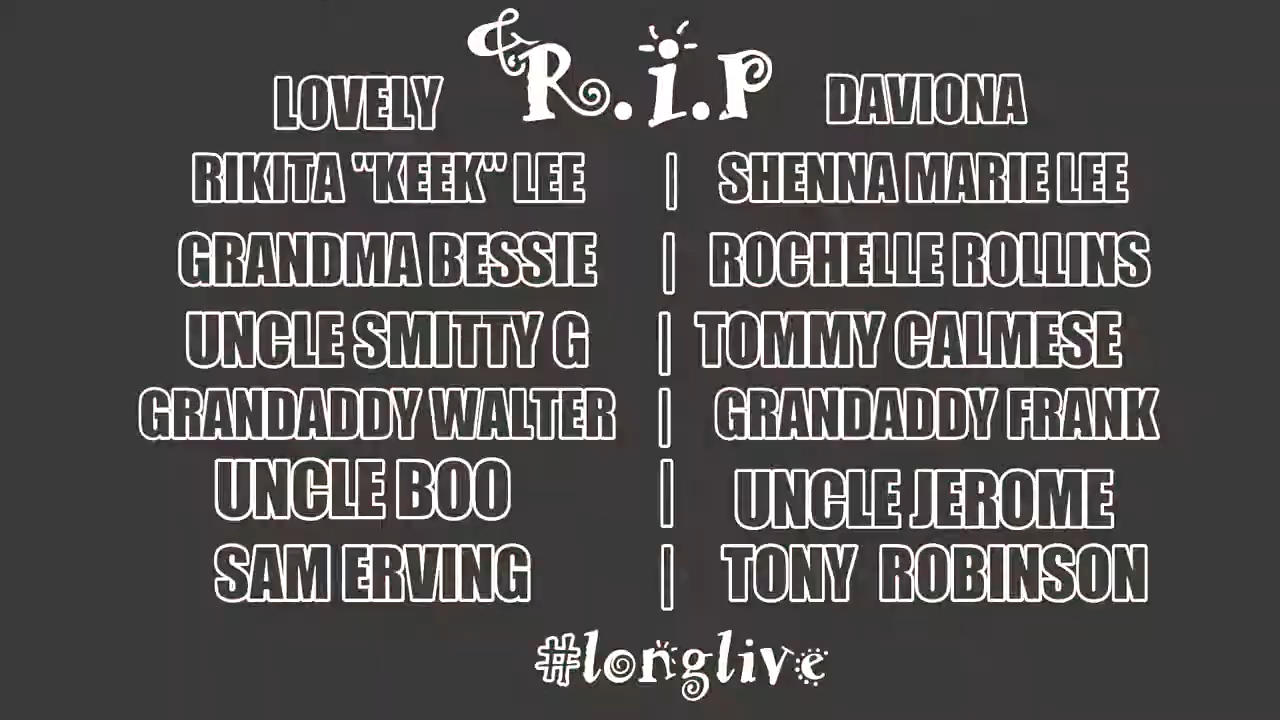 & R.i.P
LOVELY DAVIONA
RIKITA "KEEK" LEE | SHENNA MARIE LEE
GRANDMA BESSIE | ROCHELLE ROLLINS
UNCLE SMITTY G | TOMMY CALMESE
GRANDADDY WALTER | GRANDADDY FRANK
UNCLE BOO | UNCLE JEROME
SAM ERVING | TONY ROBINSON
#longlive